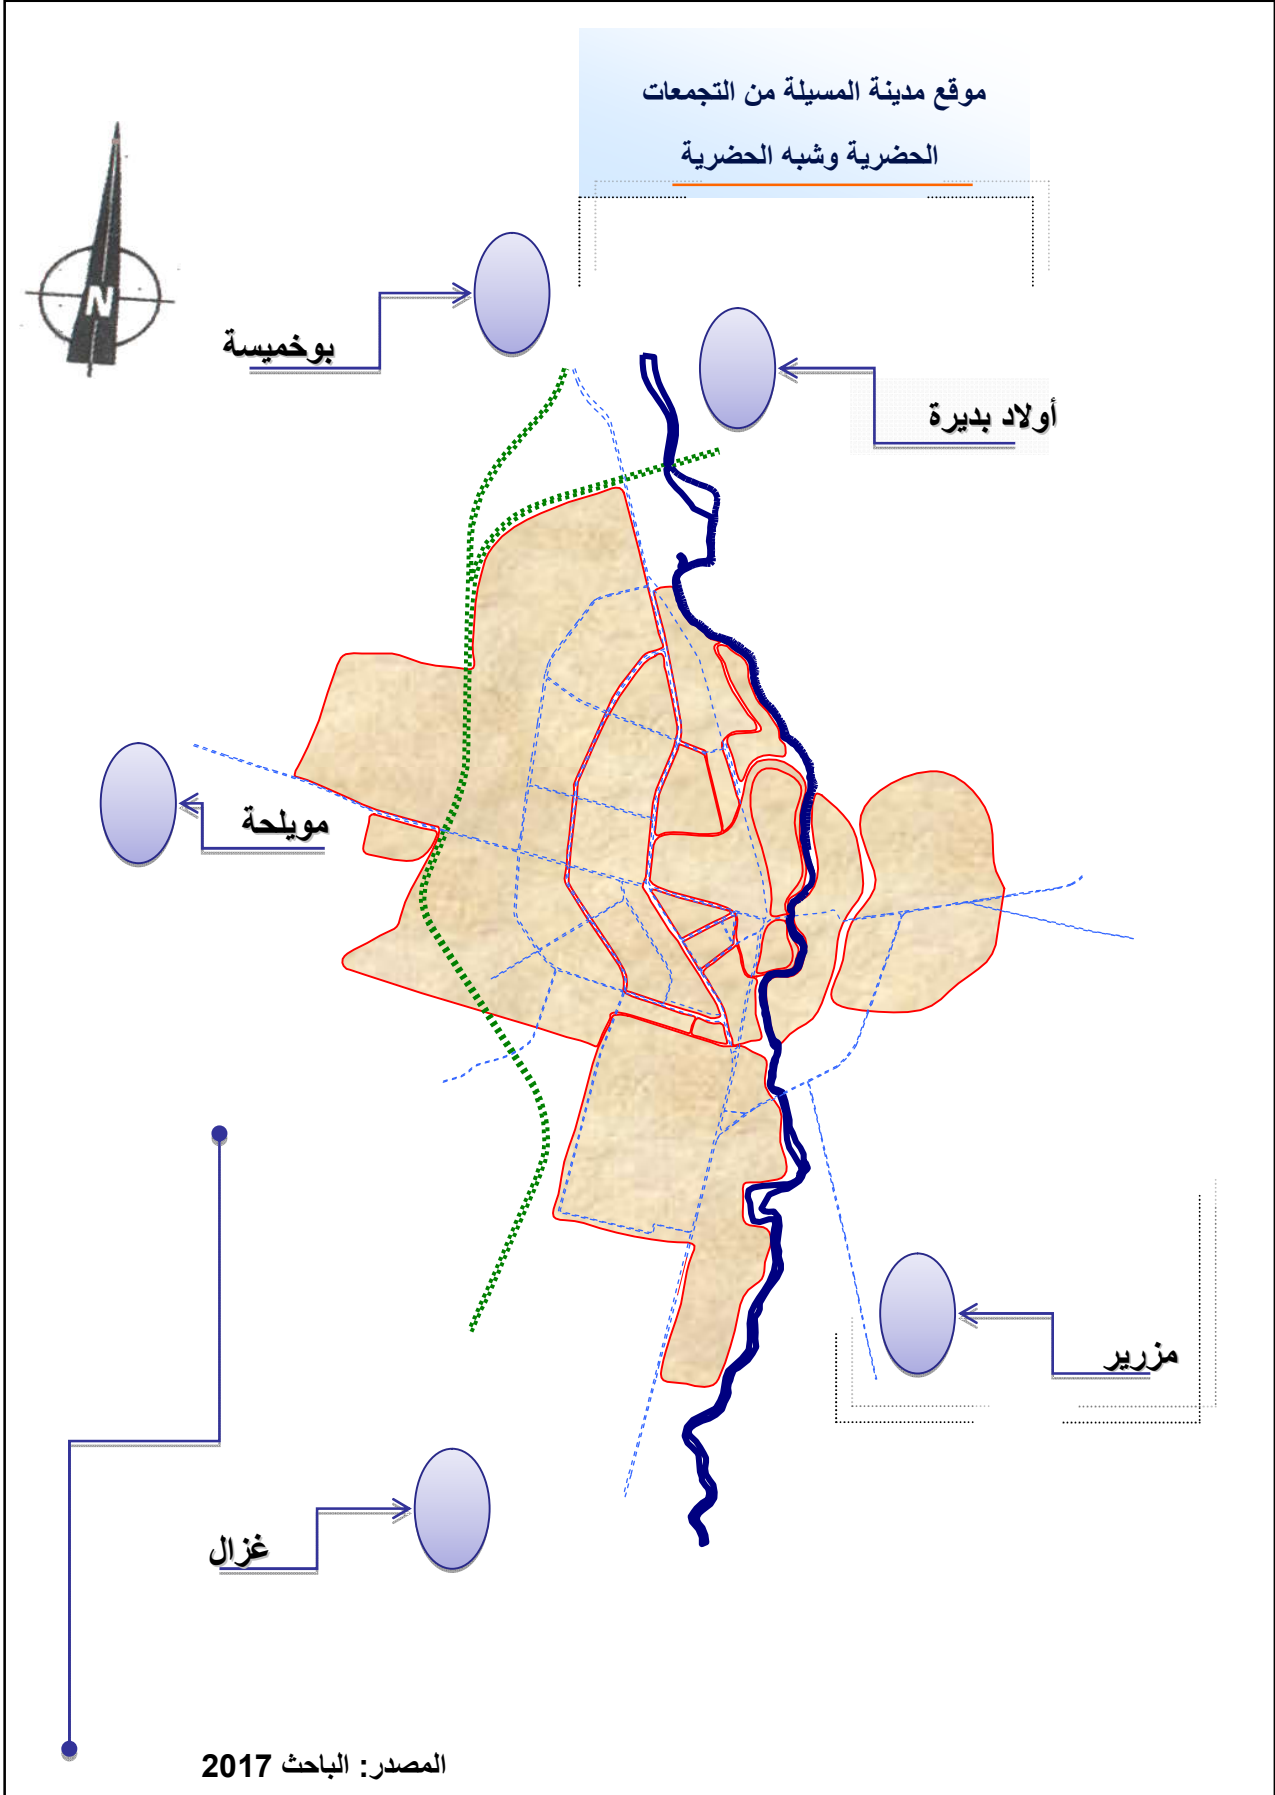 موقع مدينة المسيلة من التجمعات
الحضرية وشبه الحضرية
N
بوخميسة
أولاد بديرة
مويلحة
مزرير
غزال
المصدر: الباحث 2017